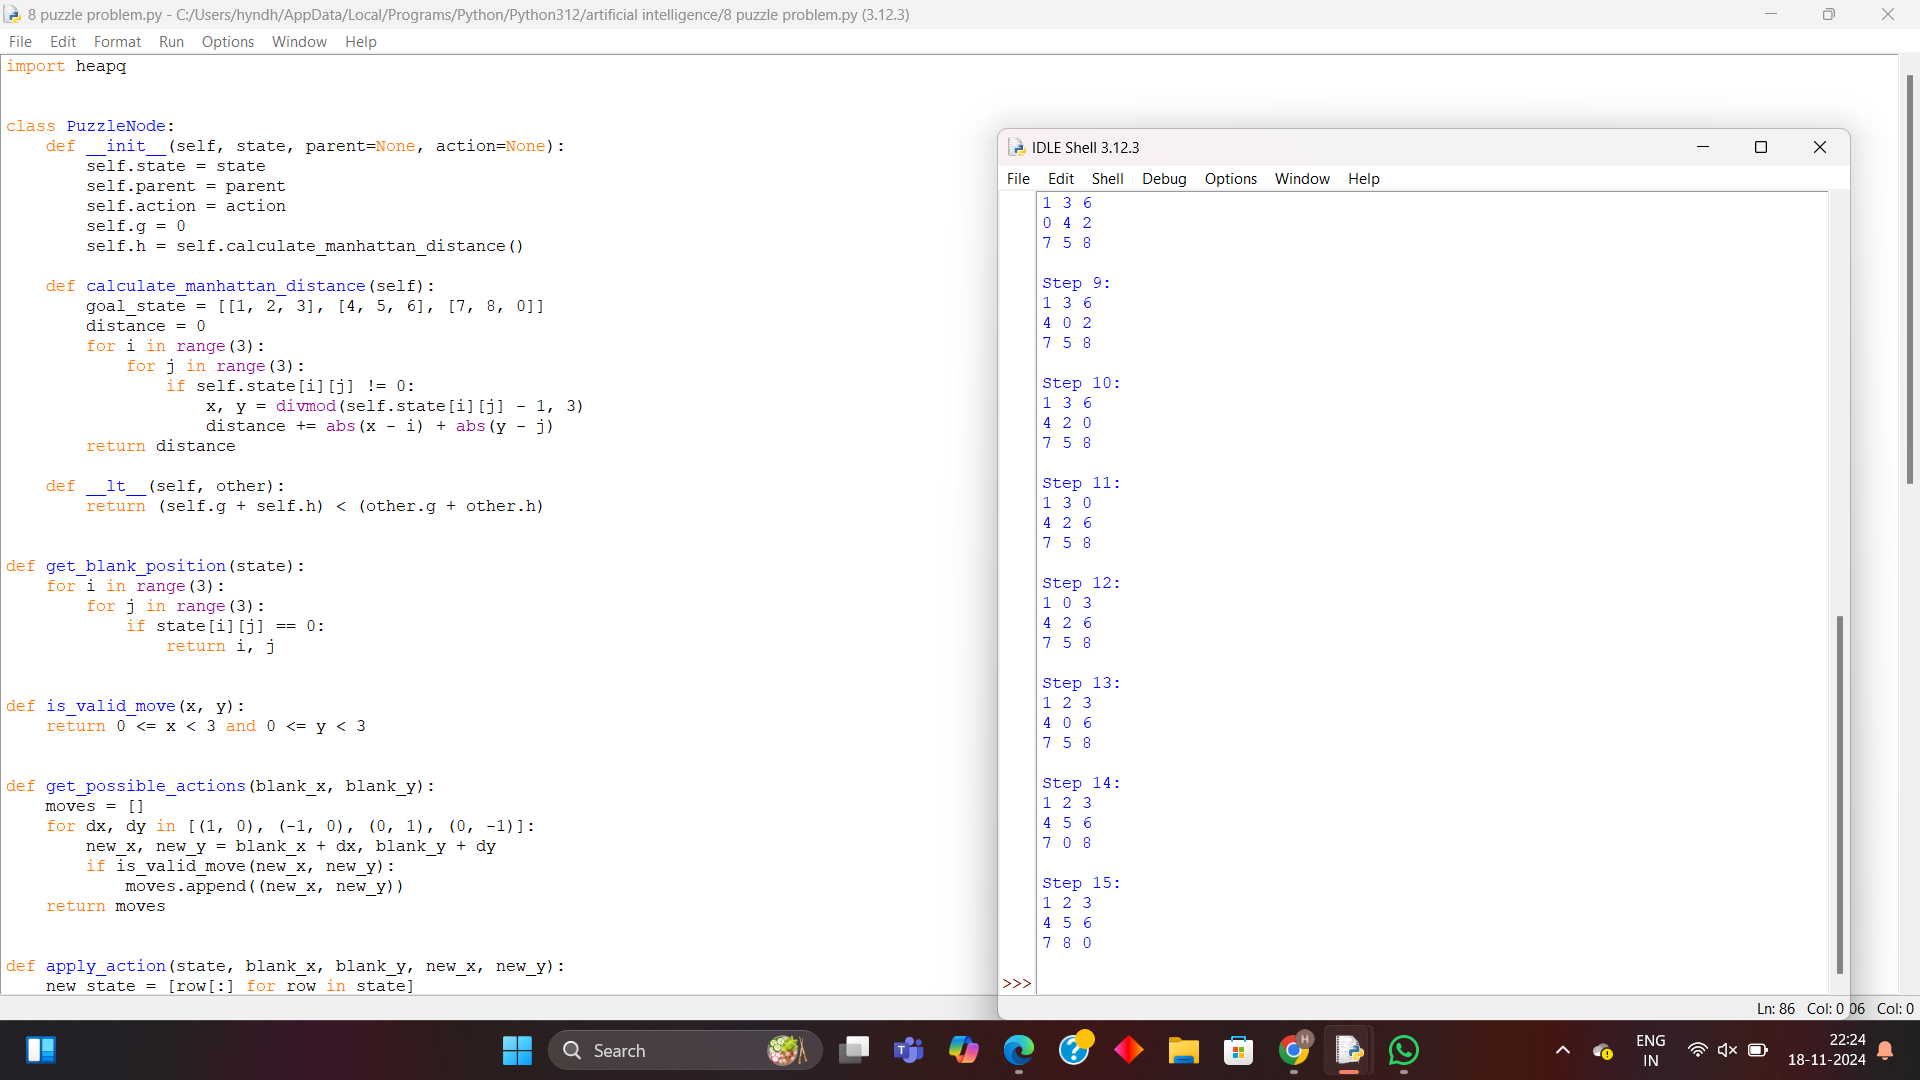 8 puzzle problem.py - C:/Users/hyndh/AppData/Local/Programs/Python/Python312/artificial intelligence/8 puzzle problem.py (3.12.3)
File Edit Format Run Options Window Help
import heapq
class PuzzleNode:
    def __init__(self, state, parent=None, action=None):
        self.state = state
        self.parent = parent
        self.action = action
        self.g = 0
        self.h = self.calculate_manhattan_distance()
    def calculate_manhattan_distance(self):
        goal_state = [[1, 2, 3], [4, 5, 6], [7, 8, 0]]
        distance = 0
        for i in range(3):
            for j in range(3):
                if self.state[i][j] != 0:
                    x, y = divmod(self.state[i][j] - 1, 3)
                    distance += abs(x - i) + abs(y - j)
        return distance
    def __lt__(self, other):
        return (self.g + self.h) < (other.g + other.h)
def get_blank_position(state):
    for i in range(3):
        for j in range(3):
            if state[i][j] == 0:
                return i, j
def is_valid_move(x, y):
    return 0 <= x < 3 and 0 <= y < 3
def get_possible_actions(blank_x, blank_y):
    moves = []
    for dx, dy in [(1, 0), (-1, 0), (0, 1), (0, -1)]:
        new_x, new_y = blank_x + dx, blank_y + dy
        if is_valid_move(new_x, new_y):
            moves.append((new_x, new_y))
    return moves
def apply_action(state, blank_x, blank_y, new_x, new_y):
    new_state = [row[:] for row in state]
IDLE Shell 3.12.3
File Edit Shell Debug Options Window Help
1 3 6
0 4 2
7 5 8
Step 9:
1 3 6
4 0 2
7 5 8
Step 10:
1 3 6
4 2 0
7 5 8
Step 11:
1 3 0
4 2 6
7 5 8
Step 12:
1 0 3
4 2 6
7 5 8
Step 13:
1 2 3
4 0 6
7 5 8
Step 14:
1 2 3
4 5 6
7 0 8
Step 15:
1 2 3
4 5 6
7 8 0
>>>
Ln: 86 Col: 0
06 Col: 0
Search
H
ENG
IN
22:24
18-11-2024